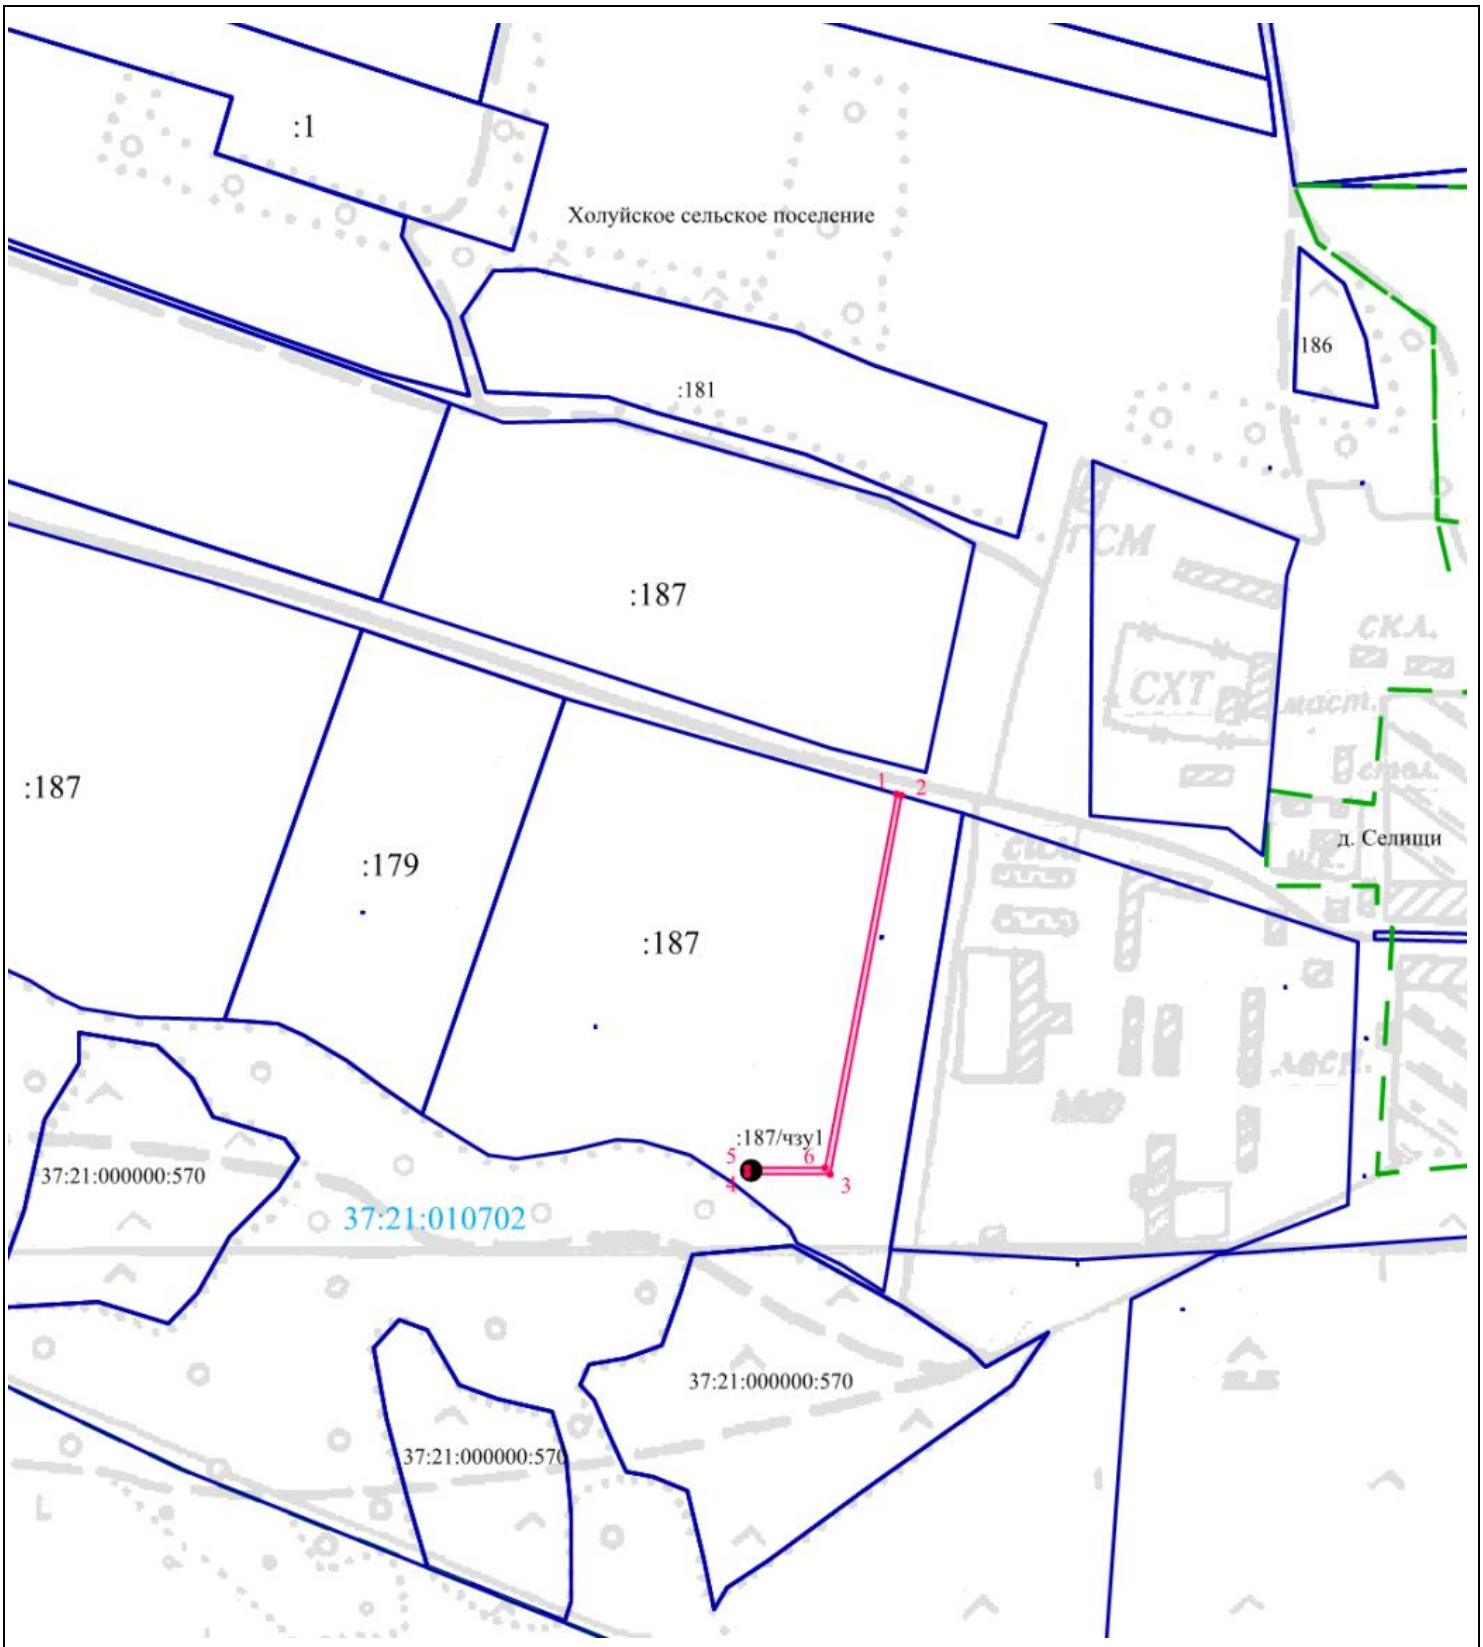 :1
Холуйское сельское поселение
186
:181
ГСМ
:187
СКЛ.
СХТ
маст.
:187
1
2
д. Селищи
:179
:187
:187/чзу1
5
6
4
3
37:21:000000:570
37:21:010702
37:21:000000:570
37:21:000000:570